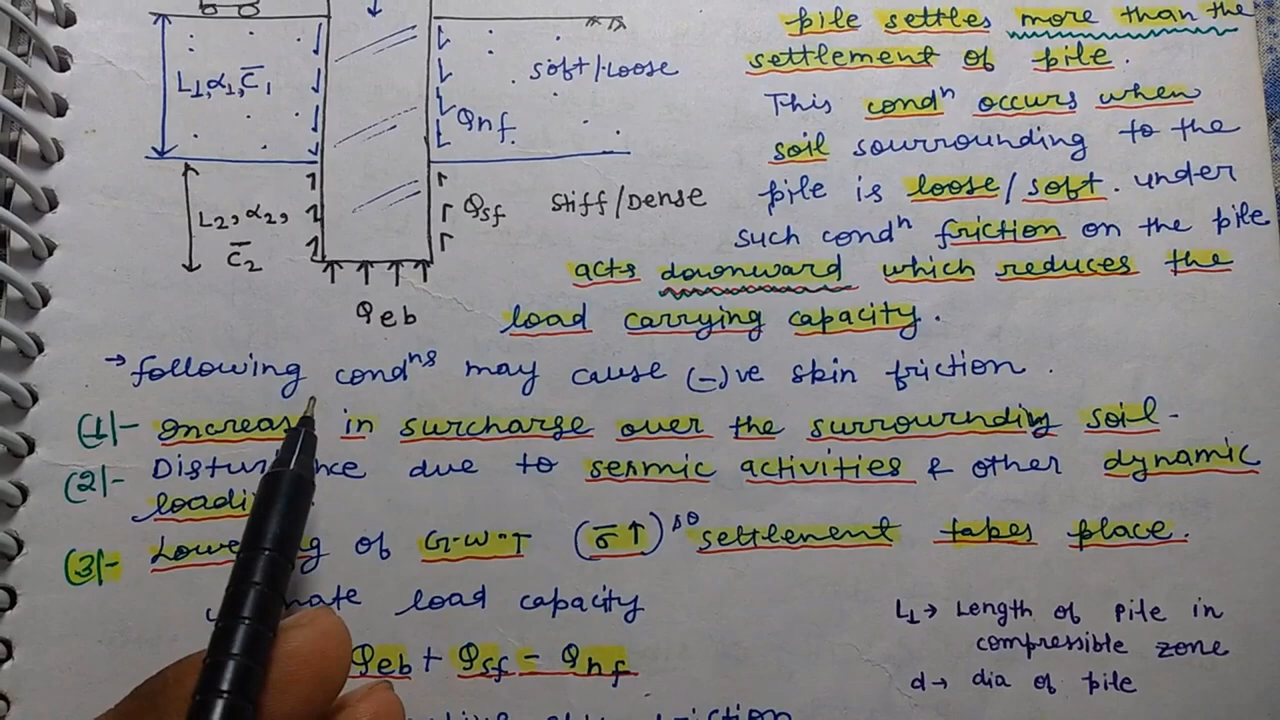 pile settles more than the
settlement of pile.
This condⁿ occurs when
soil sourrounding to the
pile is loose/soft. under
such condⁿ friction on the pile
acts downward which reduces the
load carrying capacity.
L1, α1, C̅1
soft/Loose
Qnf.
L2, α2,
C̅2
Qsf
Stiff/Dense
Qeb
→ following condⁿˢ may cause (-)ve skin friction.
(1)- Increas in surcharge over the surrourndiy soil-
(2)- due to sermic activities & other dynamic
(3)- of G.W.T (σ̅↑) so settlement takes place.
load capacity
Qeb + Qsf - Qnf
L1 → Length of pile in
compressible zone
d → dia of pile